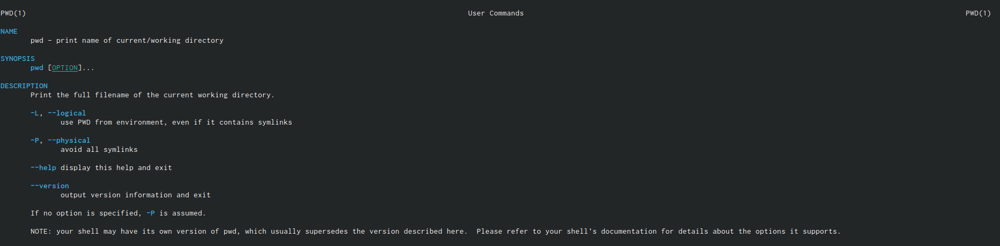 PWD(1) User Commands PWD(1)
NAME
pwd - print name of current/working directory
SYNOPSIS
pwd [OPTION]...
DESCRIPTION
Print the full filename of the current working directory.
-L, --logical
use PWD from environment, even if it contains symlinks
-P, --physical
avoid all symlinks
--help display this help and exit
--version
output version information and exit
If no option is specified, -P is assumed.
NOTE: your shell may have its own version of pwd, which usually supersedes the version described here.  Please refer to your shell's documentation for details about the options it supports.